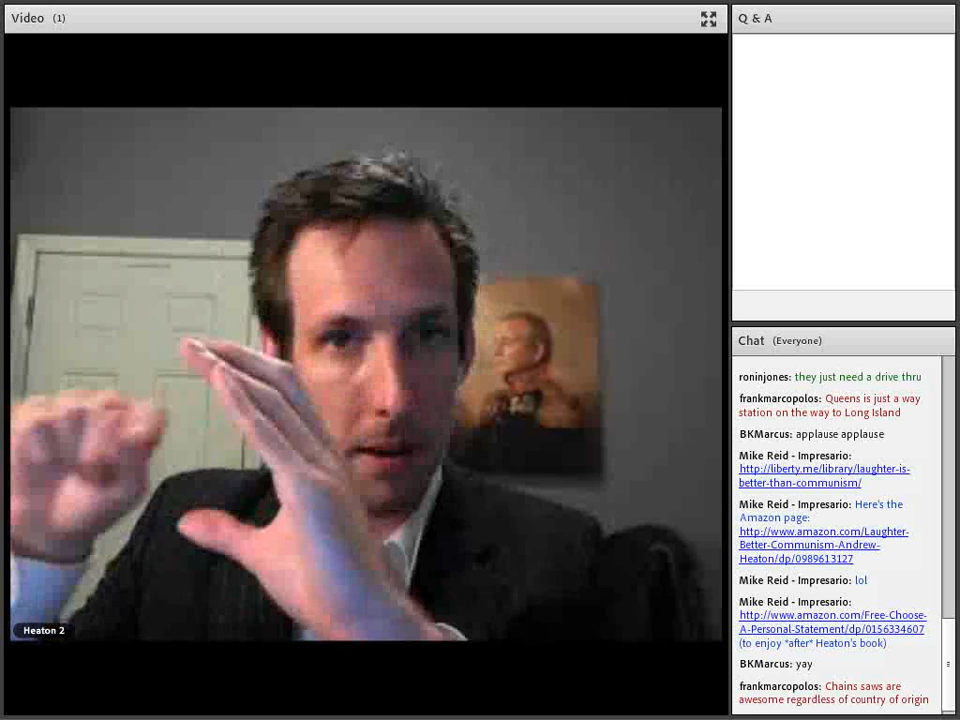 Video (1)
Q & A
Heaton 2
Chat (Everyone)
roninjones: they just need a drive thru
frankmarcopolos: Queens is just a way
station on the way to Long Island
BKMarcus: applause applause
Mike Reid - Impresario:
http://liberty.me/library/laughter-is-
better-than-communism/
Mike Reid - Impresario: Here's the
Amazon page:
http://www.amazon.com/Laughter-
Better-Communism-Andrew-
Heaton/dp/0989613127
Mike Reid - Impresario: lol
Mike Reid - Impresario:
http://www.amazon.com/Free-Choose-
A-Personal-Statement/dp/0156334607
(to enjoy *after* Heaton's book)
BKMarcus: yay
frankmarcopolos: Chains saws are
awesome regardless of country of origin